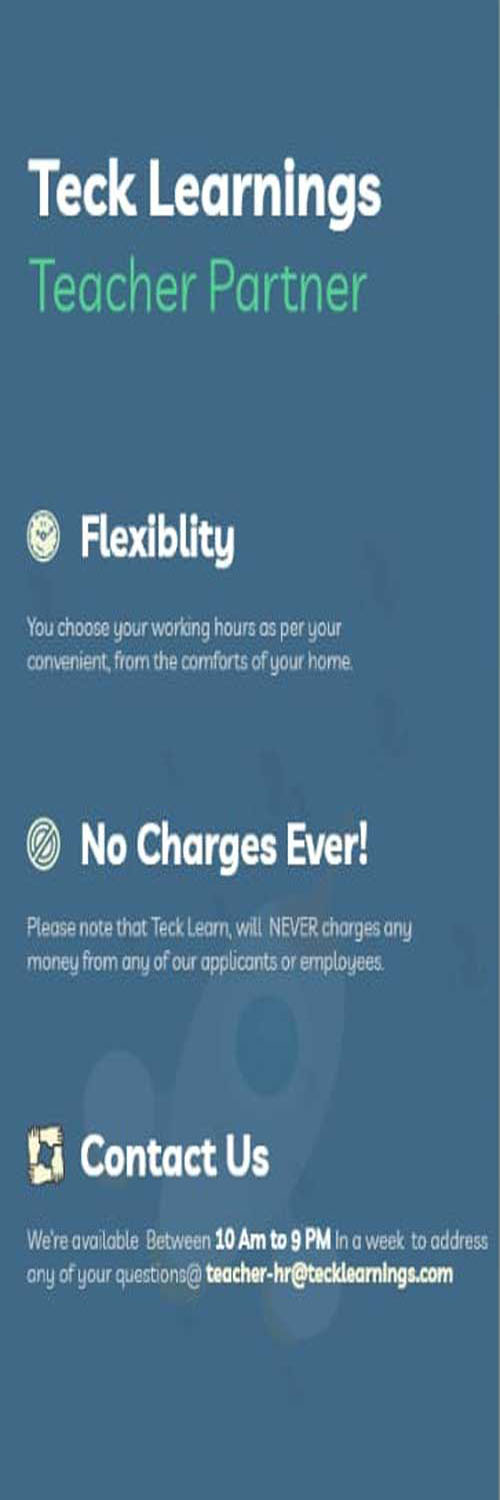 Teck Learnings
Teacher Partner
Flexiblity
You choose your working hours as per your
convenient, from the comforts of your home.
No Charges Ever!
Please note that Teck Learn, will NEVER charges any
money from any of our applicants or employees.
Contact Us
We're available Between 10 Am to 9 PM In a week to address
any of your questions@ teacher-hr@tecklearnings.com